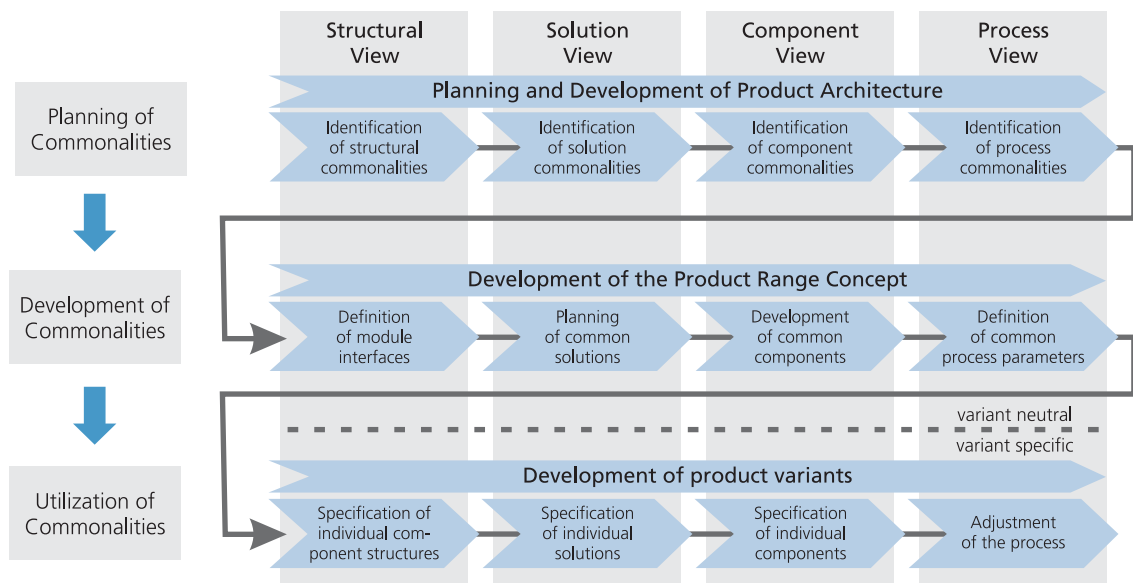 Structural
View
Solution
View
Component
View
Process
View
Planning of
Commonalities
Planning and Development of Product Architecture
Identification
of structural
commonalities
Identification
of solution
commonalities
Identification
of component
commonalities
Identification
of process
commonalities
Development of
Commonalities
Development of the Product Range Concept
Definition
of module
interfaces
Planning
of common
solutions
Development
of common
components
Definition
of common
process parameters
variant neutral
variant specific
Utilization of
Commonalities
Development of product variants
Specification of
individual com-
ponent structures
Specification
of individual
solutions
Specification
of individual
components
Adjustment
of the process